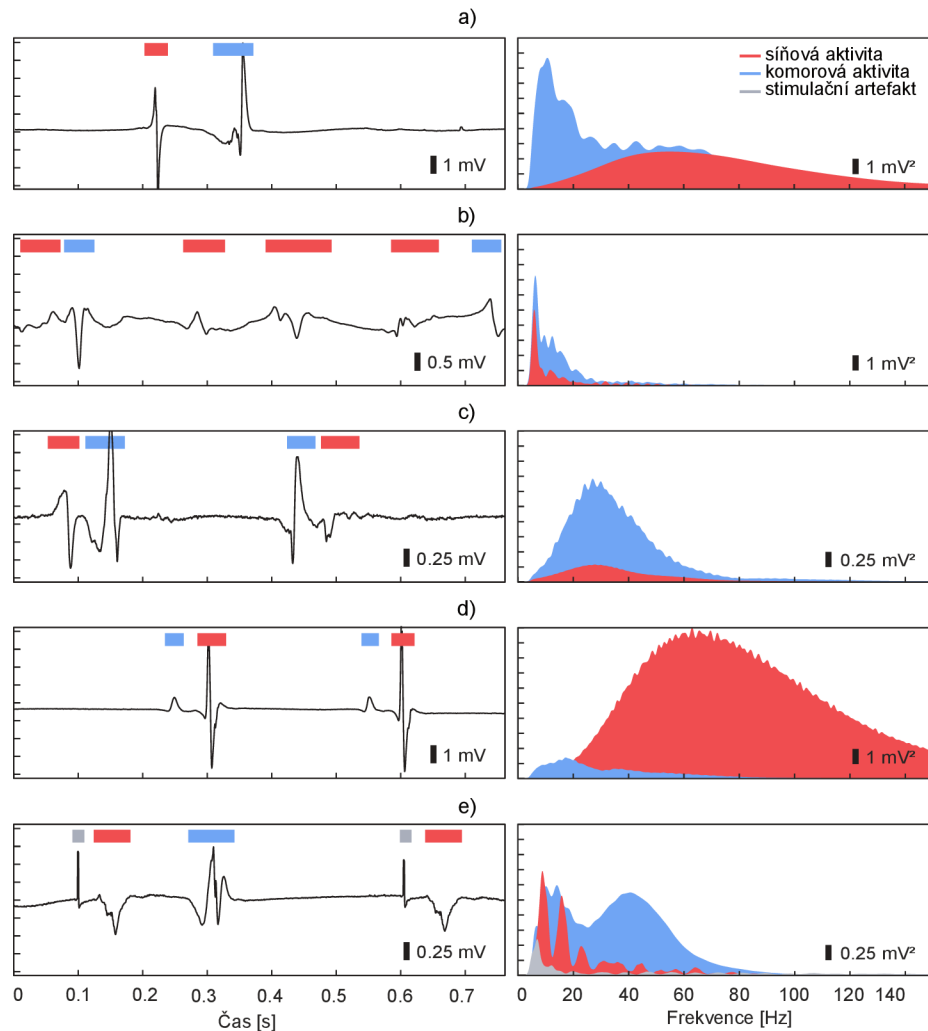 a)
síňová aktivita
komorová aktivita
stimulační artefakt
1 mV
1 mV²
b)
0.5 mV
1 mV²
c)
0.25 mV
0.25 mV²
d)
1 mV
1 mV²
e)
0.25 mV
0.25 mV²
0 0.1 0.2 0.3 0.4 0.5 0.6 0.7
0 20 40 60 80 100 120 140
Čas [s]
Frekvence [Hz]